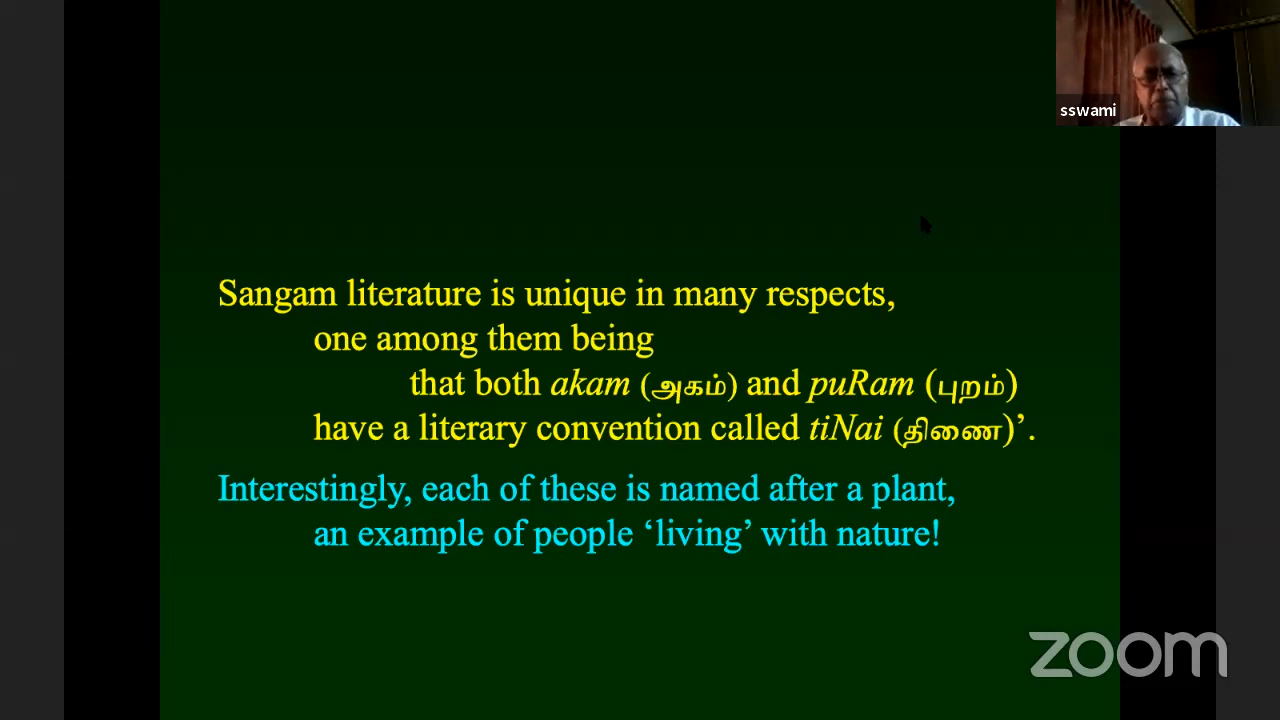 sswami
Sangam literature is unique in many respects,
one among them being
that both akam (அகம்) and puRam (புறம்)
have a literary convention called tiNai (திணை)’.
Interestingly, each of these is named after a plant,
an example of people ‘living’ with nature!
zoom